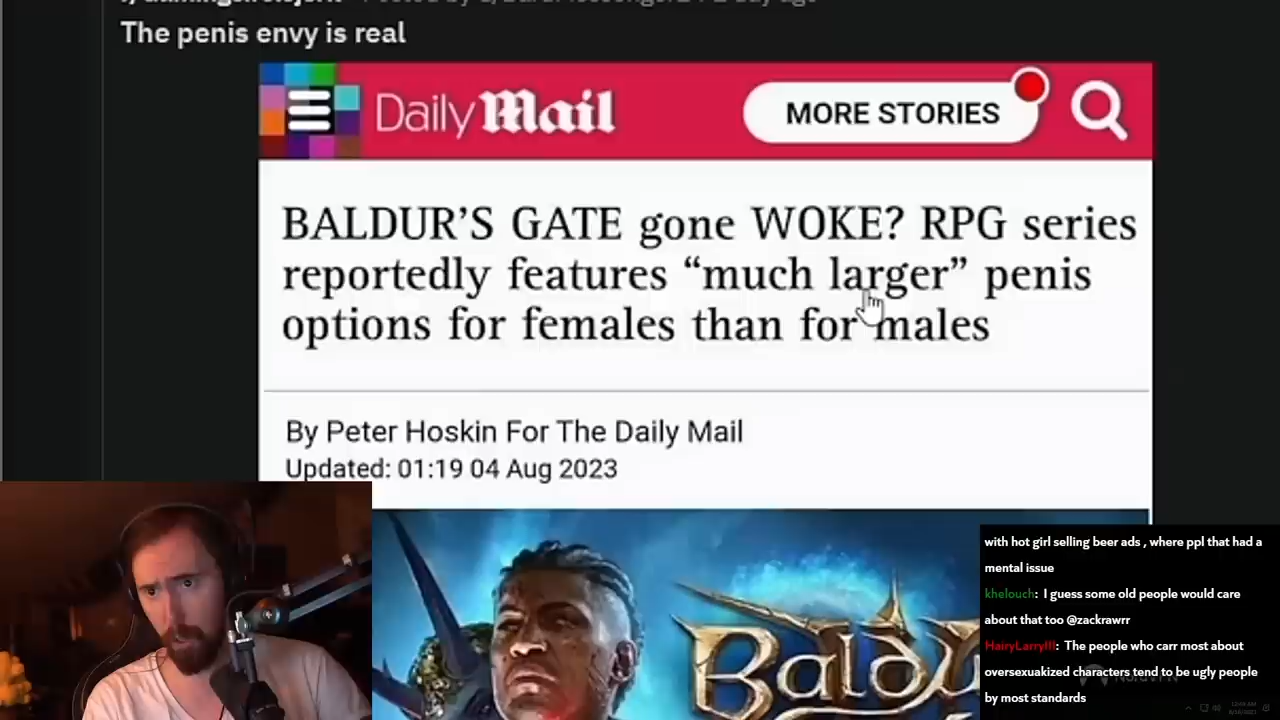 The penis envy is real
Daily Mail
MORE STORIES
BALDUR'S GATE gone WOKE? RPG series
reportedly features “much larger” penis
options for females than for males
By Peter Hoskin For The Daily Mail
Updated: 01:19 04 Aug 2023
with hot girl selling beer ads , where ppl that had a
mental issue
khelouch: I guess some old people would care
about that too @zackrawrr
HairyLarry!!!: The people who carr most about
oversexuakized characters tend to be ugly people
by most standards